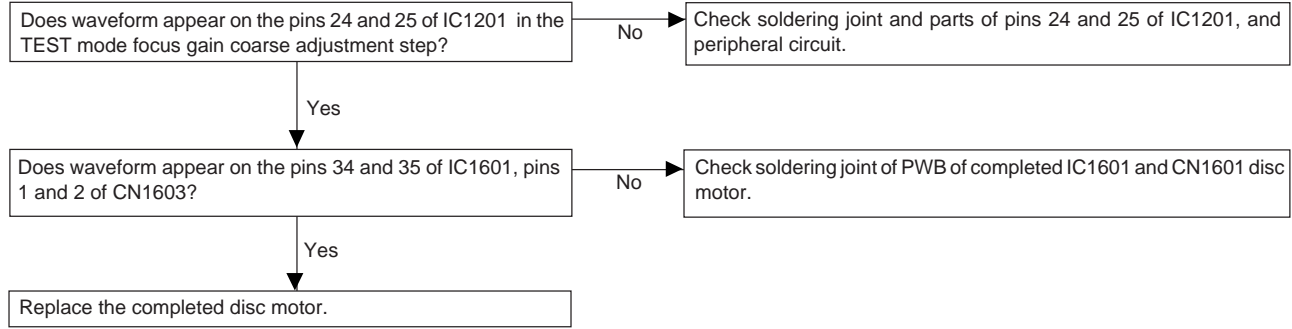 Does waveform appear on the pins 24 and 25 of IC1201 in the
TEST mode focus gain coarse adjustment step?
No
Check soldering joint and parts of pins 24 and 25 of IC1201, and
peripheral circuit.
Yes
Does waveform appear on the pins 34 and 35 of IC1601, pins
1 and 2 of CN1603?
No
Check soldering joint of PWB of completed IC1601 and CN1601 disc
motor.
Yes
Replace the completed disc motor.